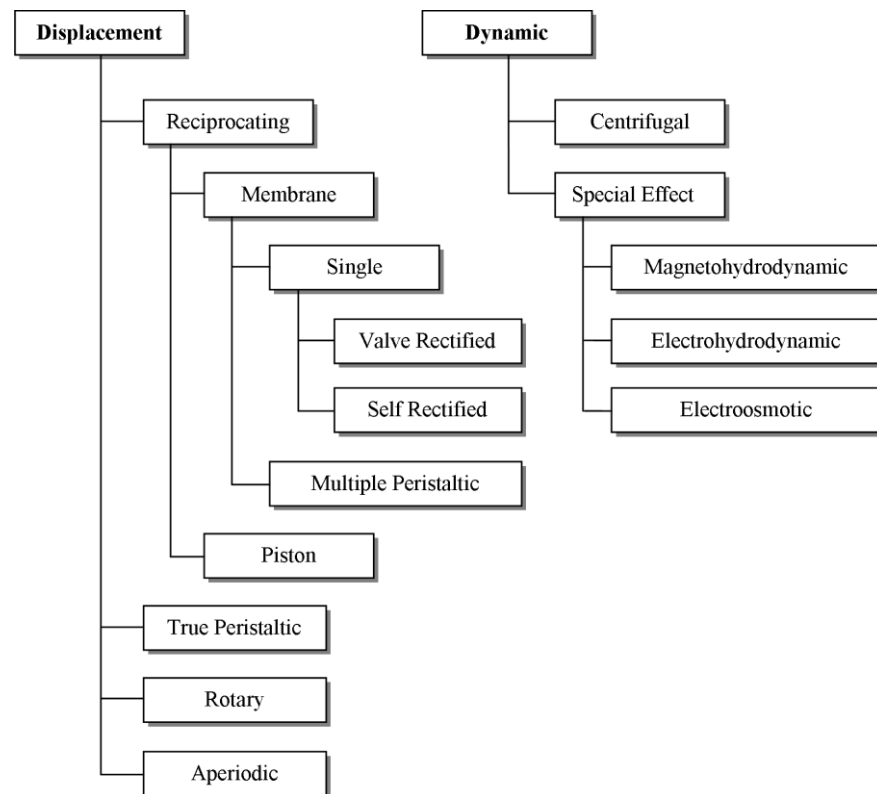 Displacement
Reciprocating
Membrane
Single
Valve Rectified
Self Rectified
Multiple Peristaltic
Piston
True Peristaltic
Rotary
Aperiodic
Dynamic
Centrifugal
Special Effect
Magnetohydrodynamic
Electrohydrodynamic
Electroosmotic